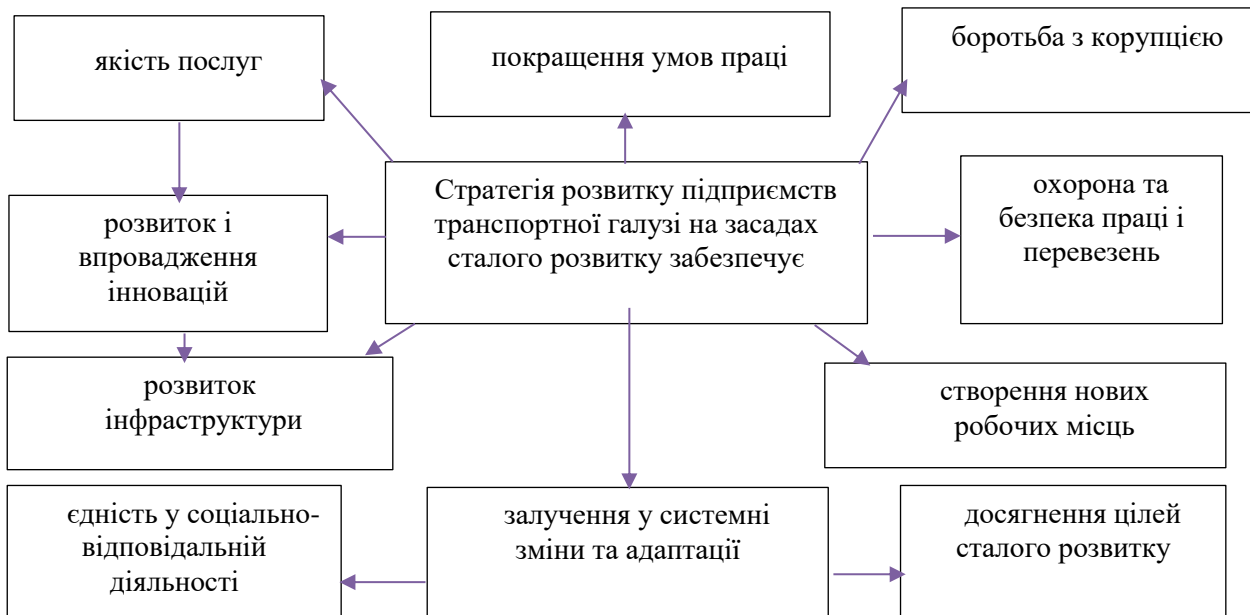 якість послуг
покращення умов праці
боротьба з корупцією
Стратегія розвитку підприємств
транспортної галузі на засадах
сталого розвитку забезпечує
охорона та
безпека праці і
перевезень
розвиток і
впровадження
інновацій
розвиток
інфраструктури
створення нових
робочих місць
єдність у соціально-
відповідальній
діяльності
залучення у системні
зміни та адаптації
досягнення цілей
сталого розвитку